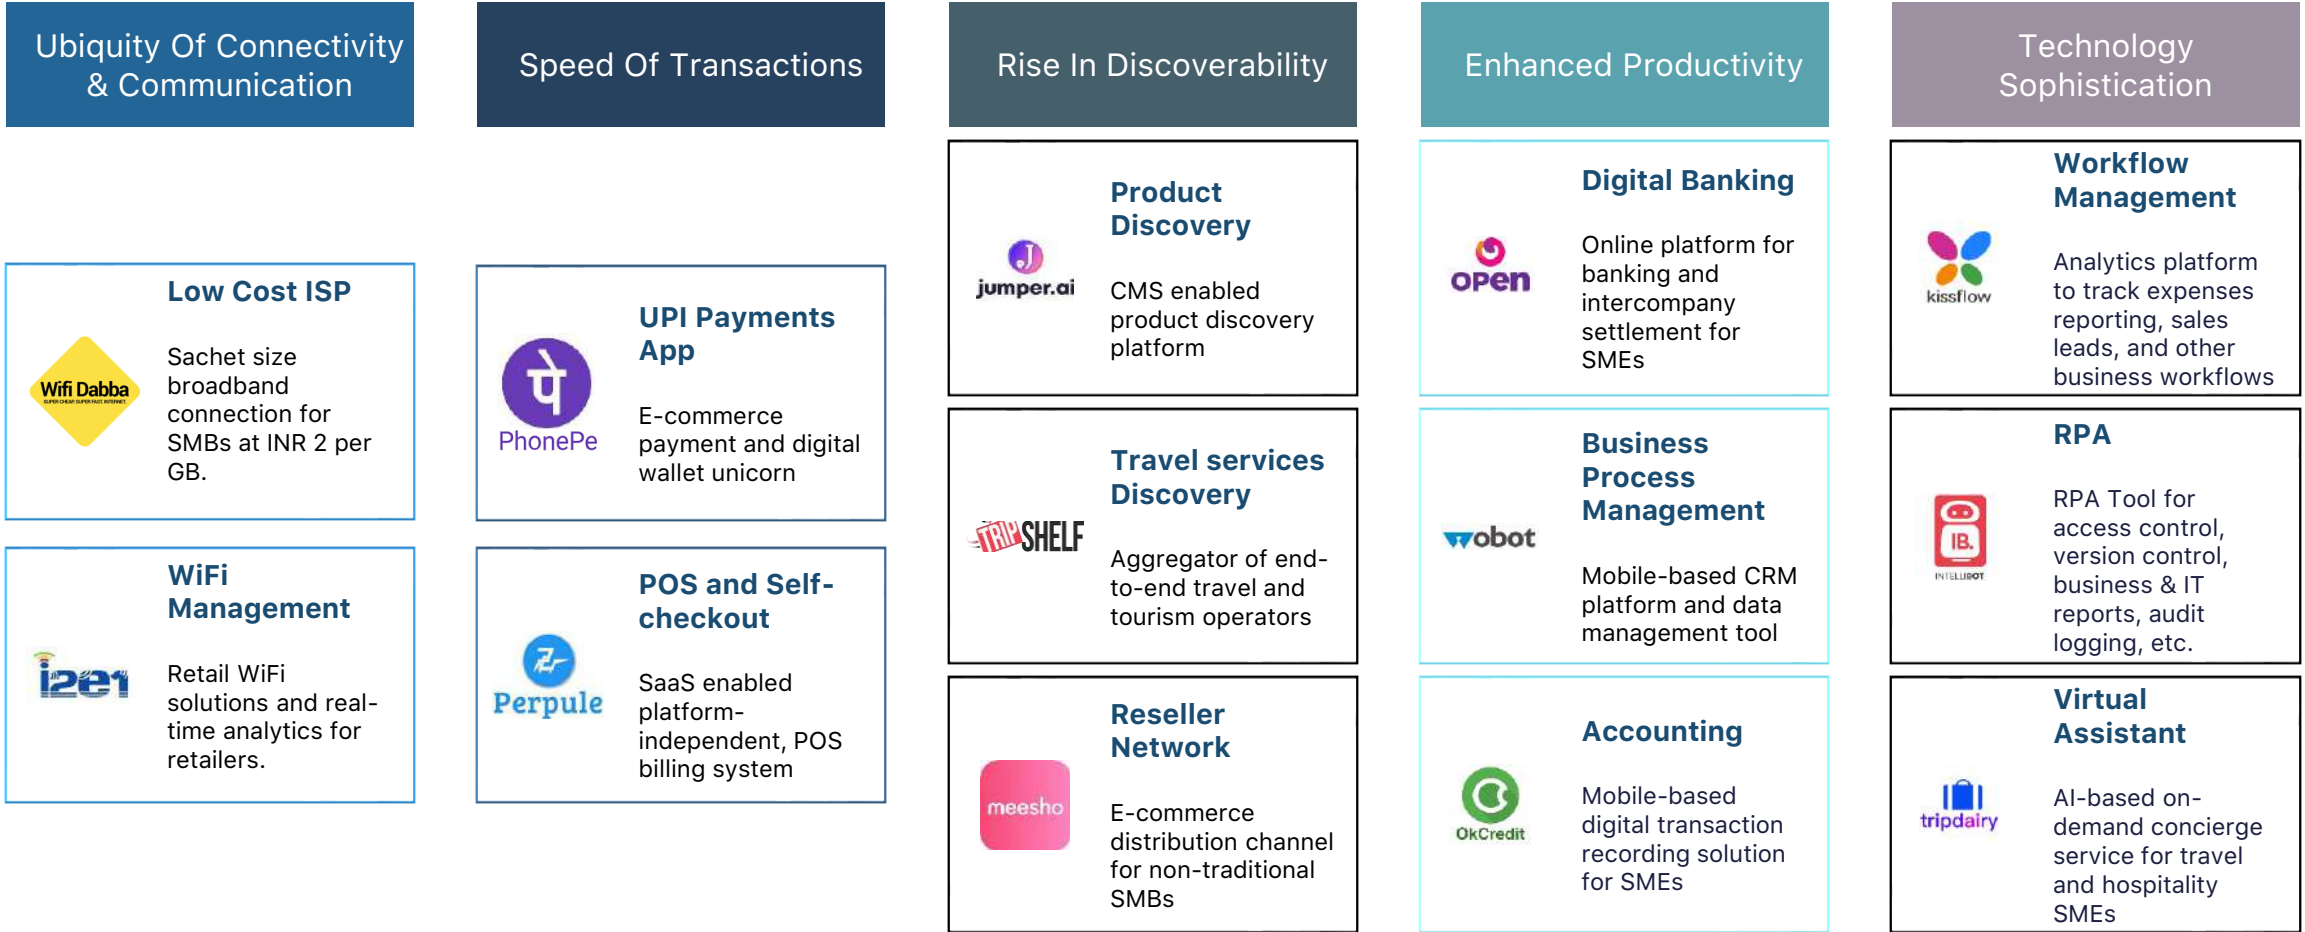 Ubiquity Of Connectivity
& Communication
Low Cost ISP
Wifi Dabba
SUPER CHEAP. SUPER FAST. INTERNET.
Sachet size
broadband
connection for
SMBs at INR 2 per
GB.
WiFi
Management
i2e1
Retail WiFi
solutions and real-
time analytics for
retailers.
Speed Of Transactions
UPI Payments
App
पे
PhonePe
E-commerce
payment and digital
wallet unicorn
POS and Self-
checkout
Perpule
SaaS enabled
platform-
independent, POS
billing system
Rise In Discoverability
Product
Discovery
J
jumper.ai
CMS enabled
product discovery
platform
Travel services
Discovery
TRIPSHELF
Aggregator of end-
to-end travel and
tourism operators
Reseller
Network
meesho
E-commerce
distribution channel
for non-traditional
SMBs
Enhanced Productivity
Digital Banking
open
Online platform for
banking and
intercompany
settlement for
SMEs
Business
Process
Management
wobot
Mobile-based CRM
platform and data
management tool
Accounting
OkCredit
Mobile-based
digital transaction
recording solution
for SMEs
Technology
Sophistication
Workflow
Management
kissflow
Analytics platform
to track expenses
reporting, sales
leads, and other
business workflows
RPA
IB.
INTELLIBOT
RPA Tool for
access control,
version control,
business & IT
reports, audit
logging, etc.
Virtual
Assistant
tripdairy
AI-based on-
demand concierge
service for travel
and hospitality
SMEs